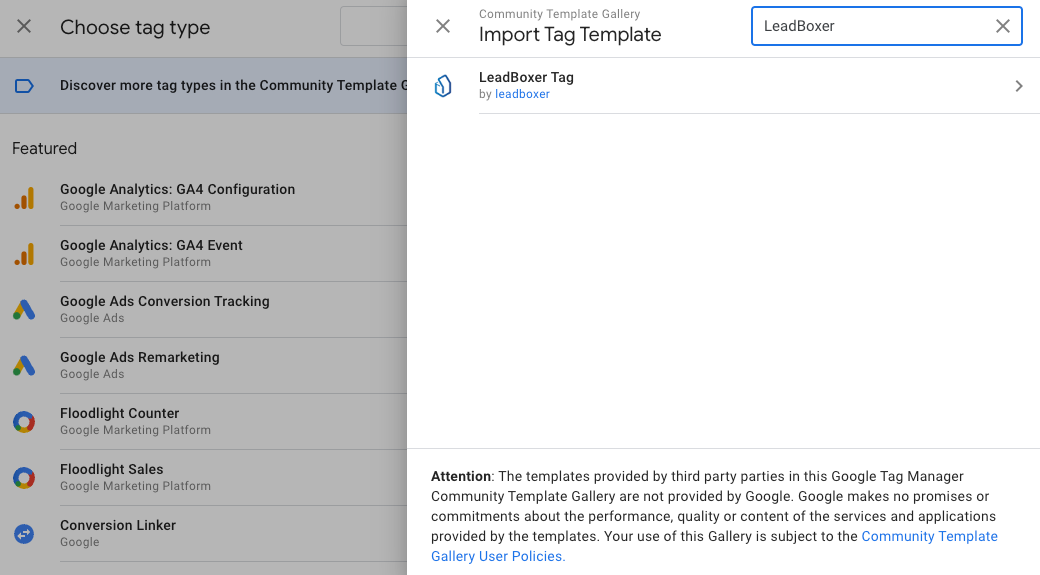 Choose tag type
Discover more tag types in the Community Template G
Featured
Google Analytics: GA4 Configuration
Google Marketing Platform
Google Analytics: GA4 Event
Google Marketing Platform
Google Ads Conversion Tracking
Google Ads
Google Ads Remarketing
Google Ads
Floodlight Counter
Google Marketing Platform
Floodlight Sales
Google Marketing Platform
Conversion Linker
Google
Community Template Gallery
Import Tag Template
LeadBoxer
LeadBoxer Tag
by leadboxer
Attention: The templates provided by third party parties in this Google Tag Manager
Community Template Gallery are not provided by Google. Google makes no promises or
commitments about the performance, quality or content of the services and applications
provided by the templates. Your use of this Gallery is subject to the Community Template
Gallery User Policies.